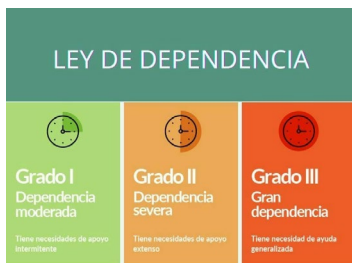 LEY DE DEPENDENCIA
Grado I
Dependencia
moderada
Tiene necesidades de apoyo
intermitente
Grado II
Dependencia
severa
Tiene necesidades de apoyo
extenso
Grado III
Gran
dependencia
Tiene necesidad de ayuda
generalizada